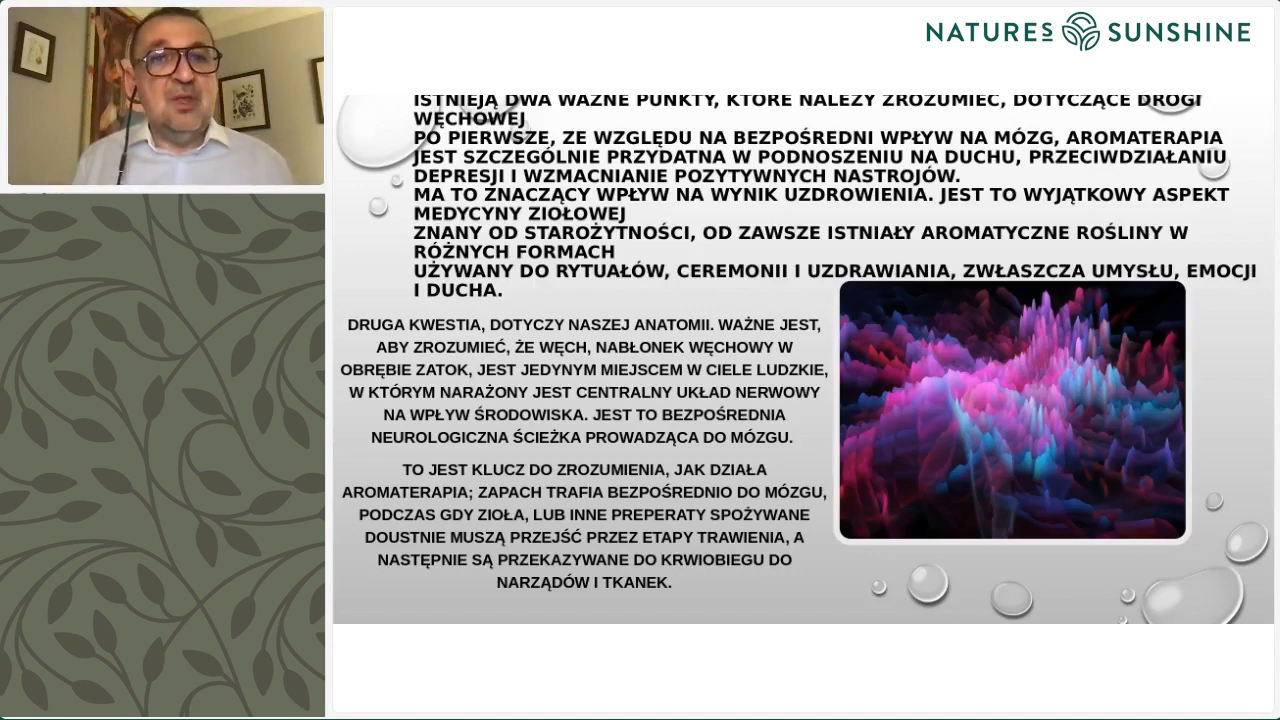 NATURES SUNSHINE
ISTNIEJĄ DWA WAŻNE PUNKTY, KTÓRE NALEŻY ZROZUMIEĆ, DOTYCZĄCE DROGI
WĘCHOWEJ
PO PIERWSZE, ZE WZGLĘDU NA BEZPOŚREDNI WPŁYW NA MÓZG, AROMATERAPIA
JEST SZCZEGÓLNIE PRZYDATNA W PODNOSZENIU NA DUCHU, PRZECIWDZIAŁANIU
DEPRESJI I WZMACNIANIE POZYTYWNYCH NASTROJÓW.
MA TO ZNACZĄCY WPŁYW NA WYNIK UZDROWIENIA. JEST TO WYJĄTKOWY ASPEKT
MEDYCYNY ZIOŁOWEJ
ZNANY OD STAROŻYTNOŚCI, OD ZAWSZE ISTNIAŁY AROMATYCZNE ROŚLINY W
RÓŻNYCH FORMACH
UŻYWANY DO RYTUAŁÓW, CEREMONII I UZDRAWIANIA, ZWŁASZCZA UMYSŁU, EMOCJI
I DUCHA.
DRUGA KWESTIA, DOTYCZY NASZEJ ANATOMII. WAŻNE JEST,
ABY ZROZUMIEĆ, ŻE WĘCH, NABŁONEK WĘCHOWY W
OBRĘBIE ZATOK, JEST JEDYNYM MIEJSCEM W CIELE LUDZKIE,
W KTÓRYM NARAŻONY JEST CENTRALNY UKŁAD NERWOWY
NA WPŁYW ŚRODOWISKA. JEST TO BEZPOŚREDNIA
NEUROLOGICZNA ŚCIEŻKA PROWADZĄCA DO MÓZGU.
TO JEST KLUCZ DO ZROZUMIENIA, JAK DZIAŁA
AROMATERAPIA; ZAPACH TRAFIA BEZPOŚREDNIO DO MÓZGU,
PODCZAS GDY ZIOŁA, LUB INNE PREPERATY SPOŻYWANE
DOUSTNIE MUSZĄ PRZEJŚĆ PRZEZ ETAPY TRAWIENIA, A
NASTĘPNIE SĄ PRZEKAZYWANE DO KRWIOBIEGU DO
NARZĄDÓW I TKANEK.